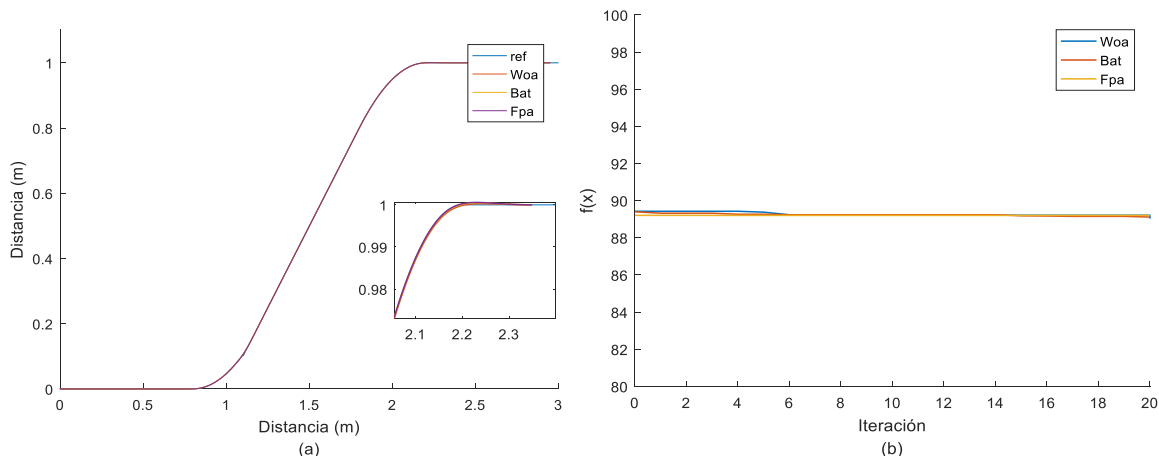 ref
Woa
Bat
Fpa
Distancia (m)
1
0.8
0.6
0.4
0.2
0
0 0.5 1 1.5 2 2.5 3
Distancia (m)
(a)
1
0.99
0.98
2.1 2.2 2.3
Woa
Bat
Fpa
f(x)
100
98
96
94
92
90
88
86
84
82
80
0 2 4 6 8 10 12 14 16 18 20
Iteración
(b)